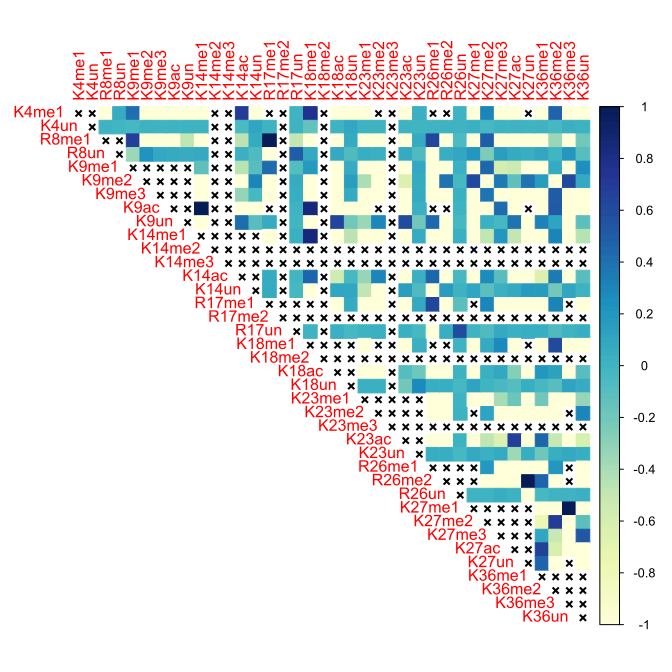 K4me1
K4un
R8me1
R8un
K9me1
K9me2
K9me3
K9ac
K9un
K14me1
K14me2
K14me3
K14ac
K14un
R17me1
R17me2
R17un
K18me1
K18me2
K18ac
K18un
K23me1
K23me2
K23me3
K23ac
K23un
R26me1
R26me2
R26un
K27me1
K27me2
K27me3
K27ac
K27un
K36me1
K36me2
K36me3
K36un
K4me1
K4un
R8me1
R8un
K9me1
K9me2
K9me3
K9ac
K9un
K14me1
K14me2
K14me3
K14ac
K14un
R17me1
R17me2
R17un
K18me1
K18me2
K18ac
K18un
K23me1
K23me2
K23me3
K23ac
K23un
R26me1
R26me2
R26un
K27me1
K27me2
K27me3
K27ac
K27un
K36me1
K36me2
K36me3
K36un
1
0.8
0.6
0.4
0.2
0
-0.2
-0.4
-0.6
-0.8
-1